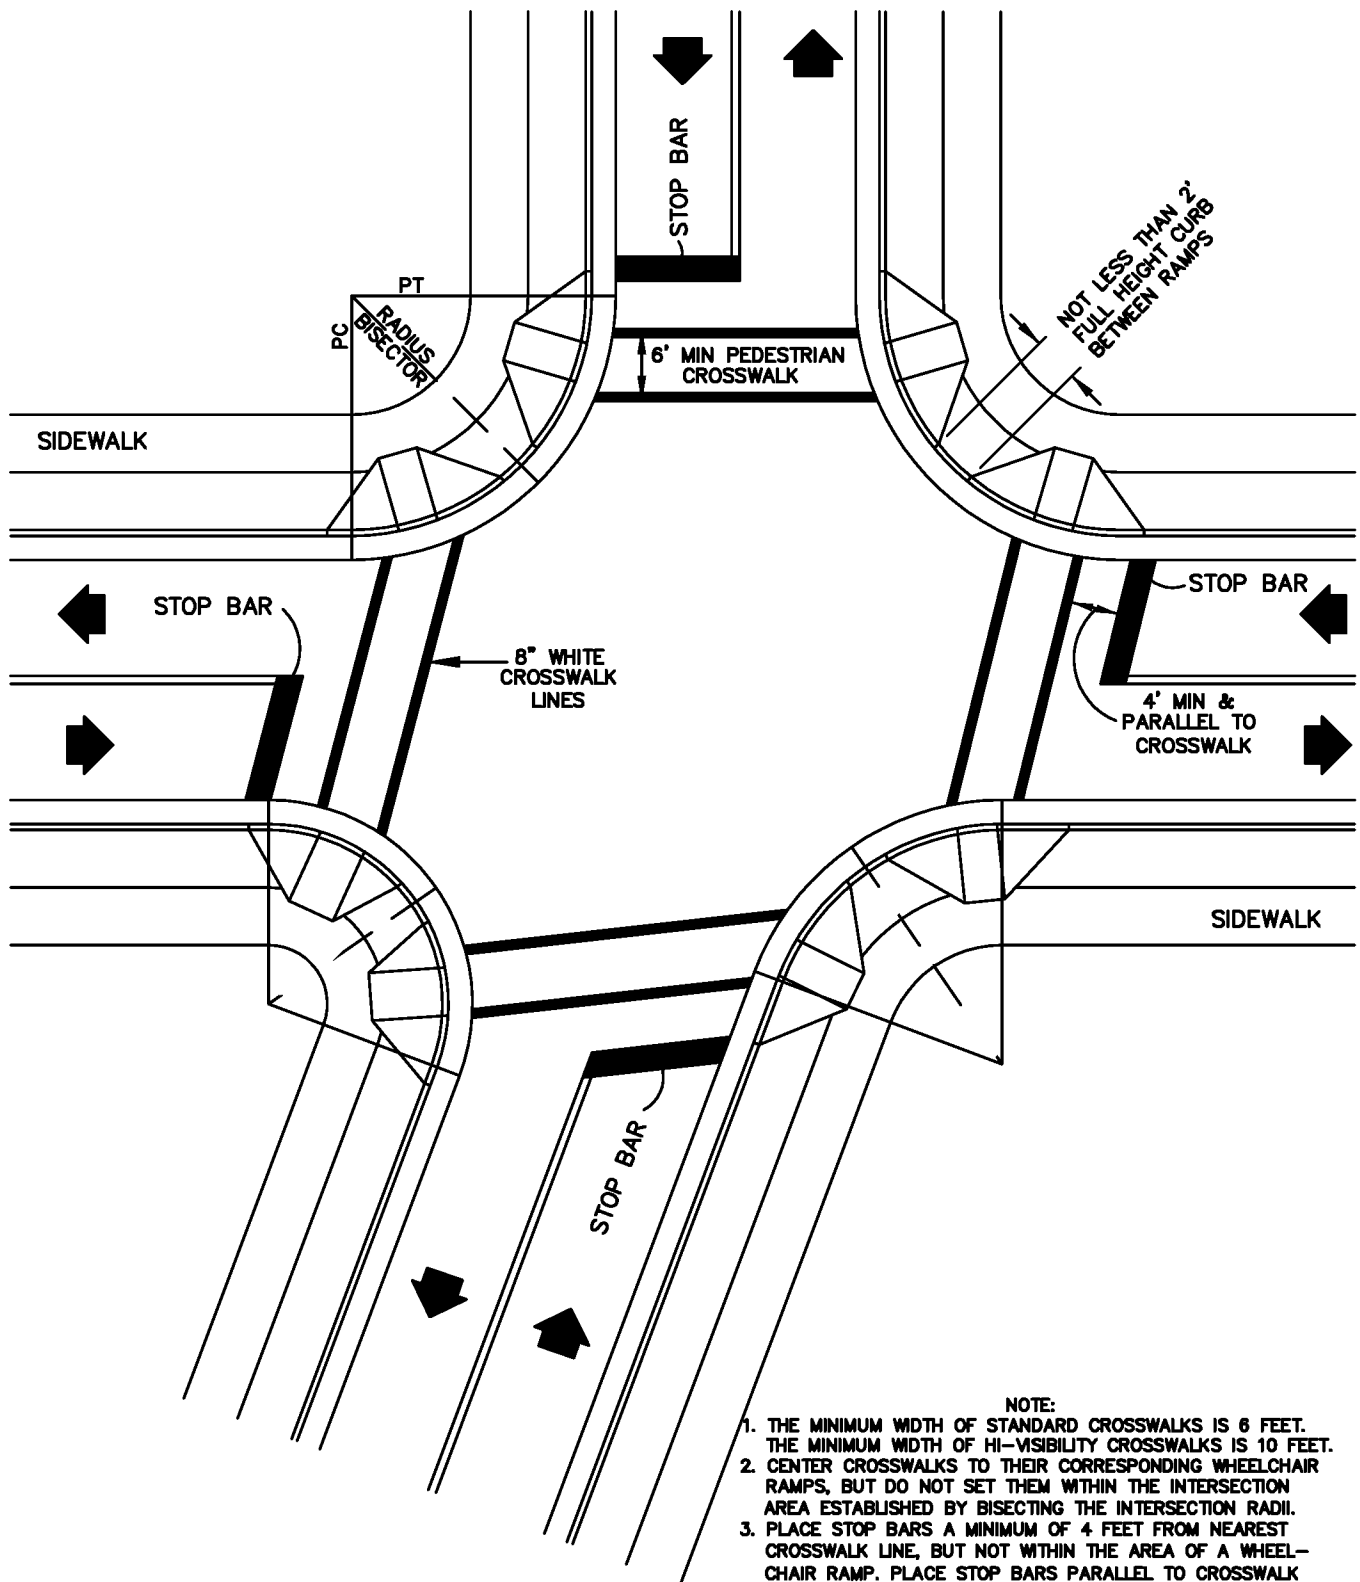 STOP BAR
NOT LESS THAN 2'
FULL HEIGHT CURB
BETWEEN RAMPS
PT
PC
RADIUS
BISECTOR
6' MIN PEDESTRIAN
CROSSWALK
SIDEWALK
STOP BAR
STOP BAR
8" WHITE
CROSSWALK
LINES
4' MIN &
PARALLEL TO
CROSSWALK
SIDEWALK
STOP BAR
NOTE:
1. THE MINIMUM WIDTH OF STANDARD CROSSWALKS IS 6 FEET.
THE MINIMUM WIDTH OF HI-VISIBILITY CROSSWALKS IS 10 FEET.
2. CENTER CROSSWALKS TO THEIR CORRESPONDING WHEELCHAIR
RAMPS, BUT DO NOT SET THEM WITHIN THE INTERSECTION
AREA ESTABLISHED BY BISECTING THE INTERSECTION RADII.
3. PLACE STOP BARS A MINIMUM OF 4 FEET FROM NEAREST
CROSSWALK LINE, BUT NOT WITHIN THE AREA OF A WHEEL-
CHAIR RAMP. PLACE STOP BARS PARALLEL TO CROSSWALK